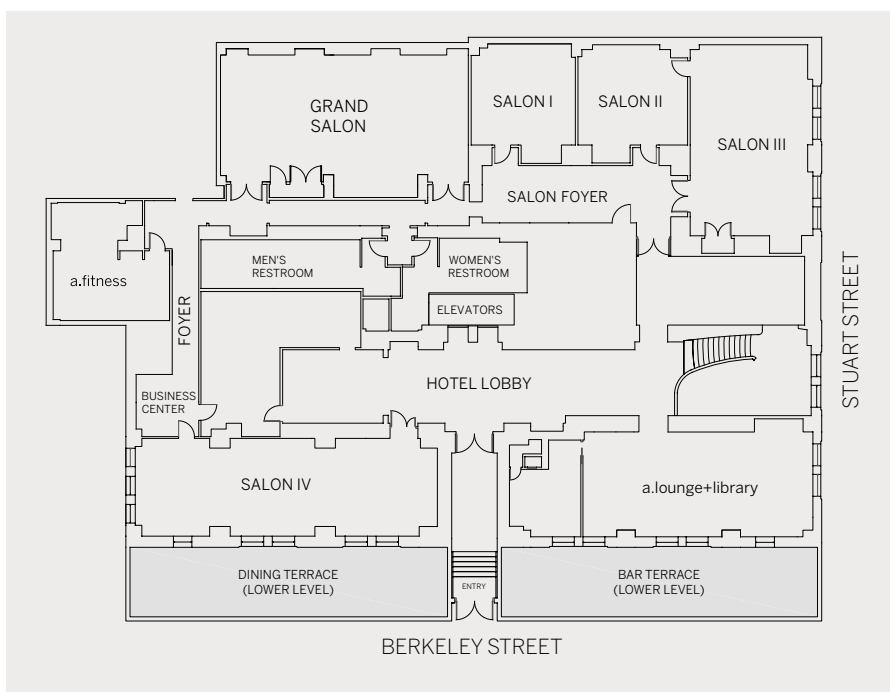 GRAND
SALON
SALON I
SALON II
SALON III
SALON FOYER
MEN'S
RESTROOM
WOMEN'S
RESTROOM
a.fitness
ELEVATORS
FOYER
STUART STREET
HOTEL LOBBY
BUSINESS
CENTER
SALON IV
a.lounge+library
DINING TERRACE
(LOWER LEVEL)
ENTRY
BAR TERRACE
(LOWER LEVEL)
BERKELEY STREET